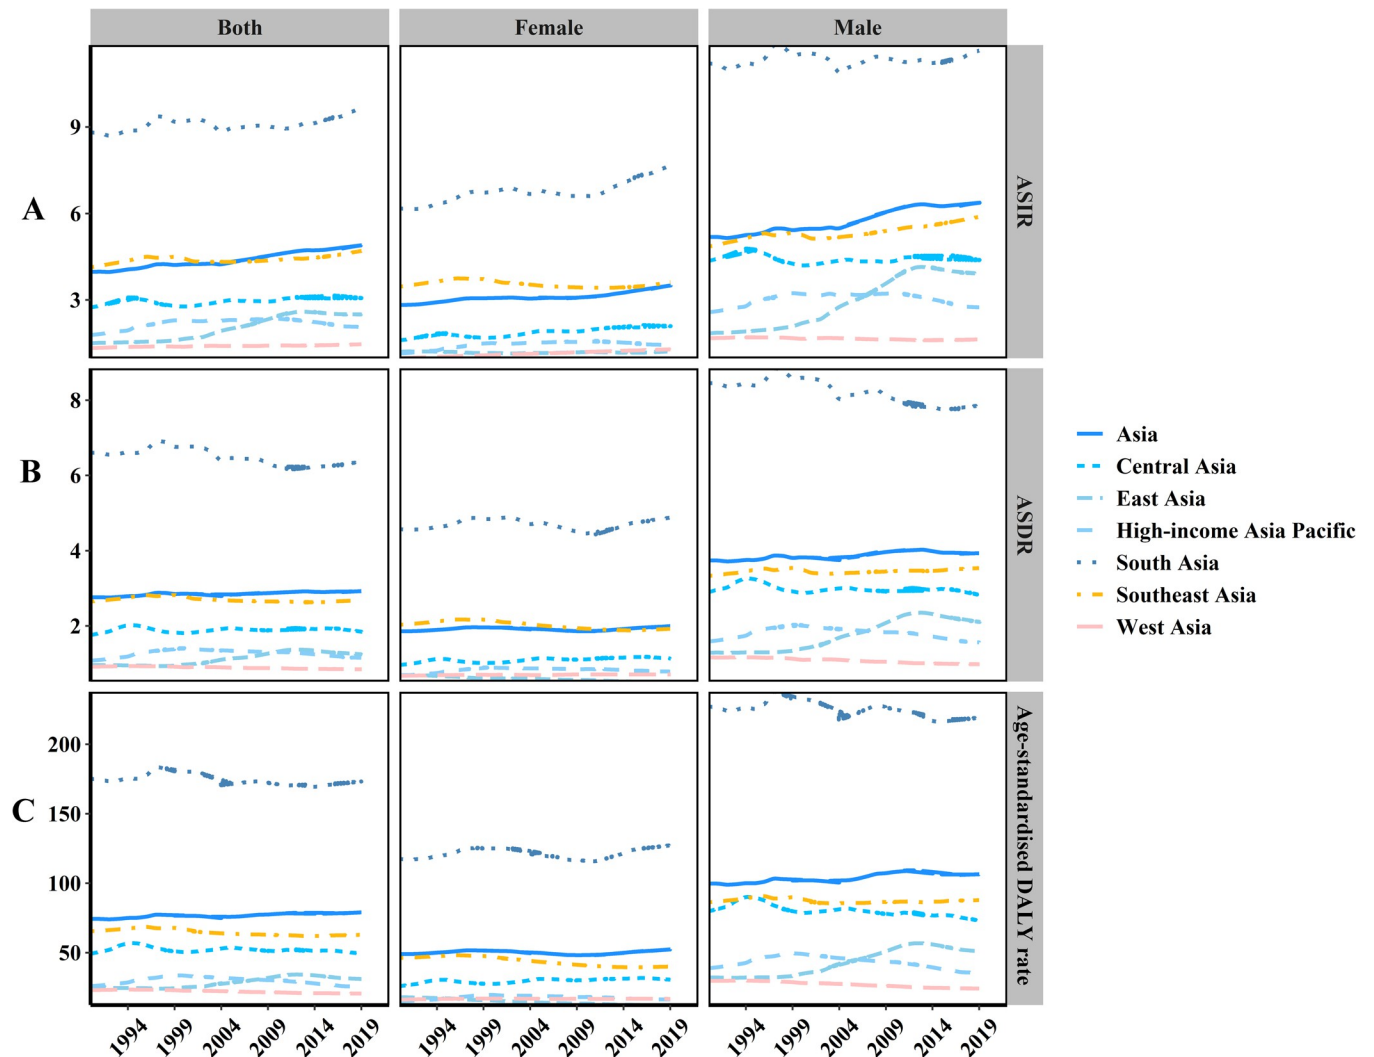 Both Female Male
A
9
6
3
ASIR
B
8
6
4
2
ASDR
C
200
150
100
50
Age-standardised DALY rate
1994 1999 2004 2009 2014 2019 1994 1999 2004 2009 2014 2019 1994 1999 2004 2009 2014 2019
Asia
Central Asia
East Asia
High-income Asia Pacific
South Asia
Southeast Asia
West Asia